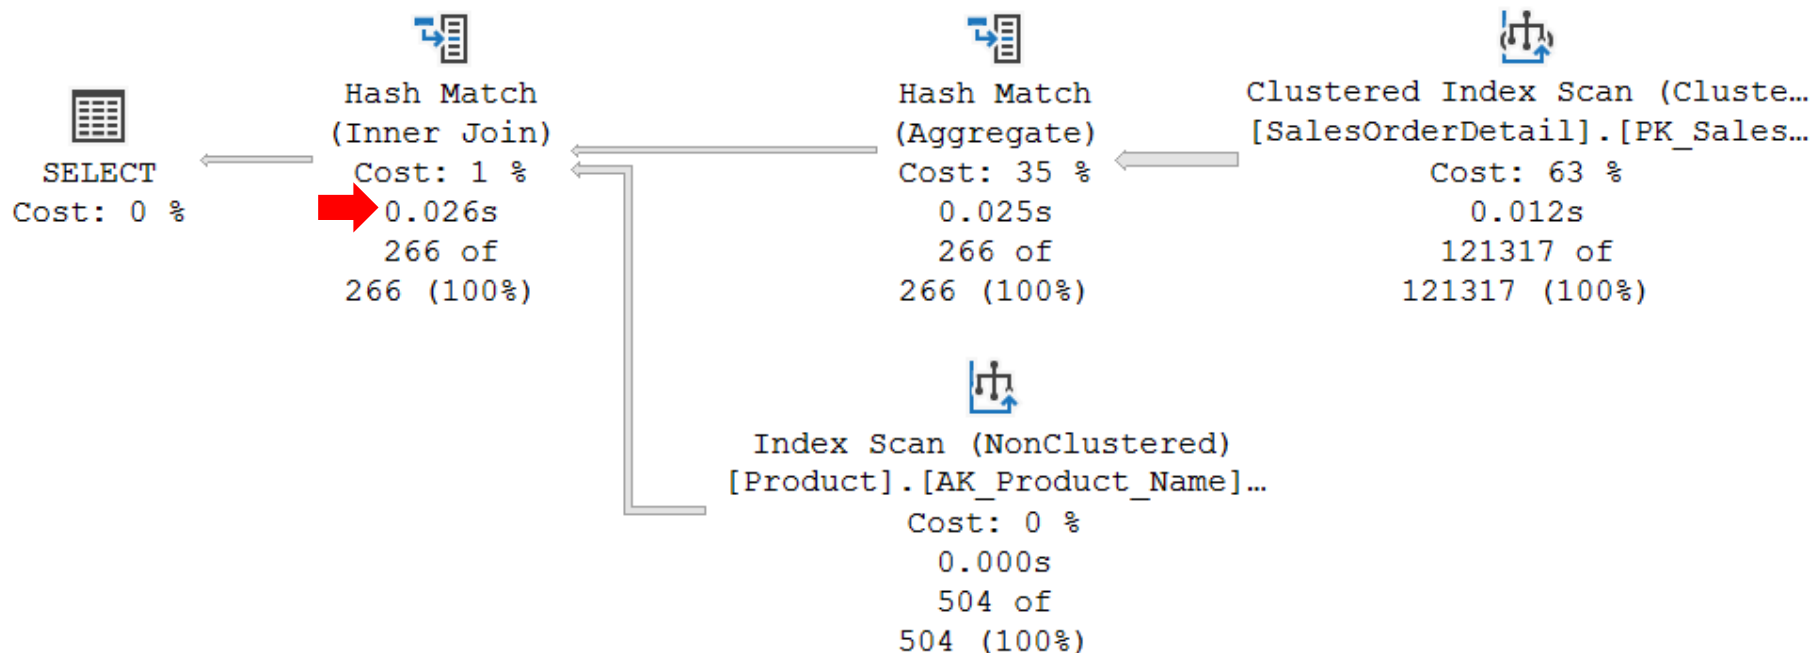 SELECT
Cost: 0 %
Hash Match
(Inner Join)
Cost: 1 %
0.026s
266 of
266 (100%)
Hash Match
(Aggregate)
Cost: 35 %
0.025s
266 of
266 (100%)
Clustered Index Scan (Cluste…
[SalesOrderDetail].[PK_Sales…
Cost: 63 %
0.012s
121317 of
121317 (100%)
Index Scan (NonClustered)
[Product].[AK_Product_Name]…
Cost: 0 %
0.000s
504 of
504 (100%)